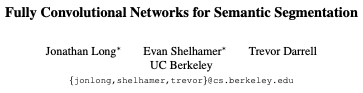 Fully Convolutional Networks for Semantic Segmentation
Jonathan Long* Evan Shelhamer* Trevor Darrell
UC Berkeley
{jonlong,shelhamer,trevor}@cs.berkeley.edu